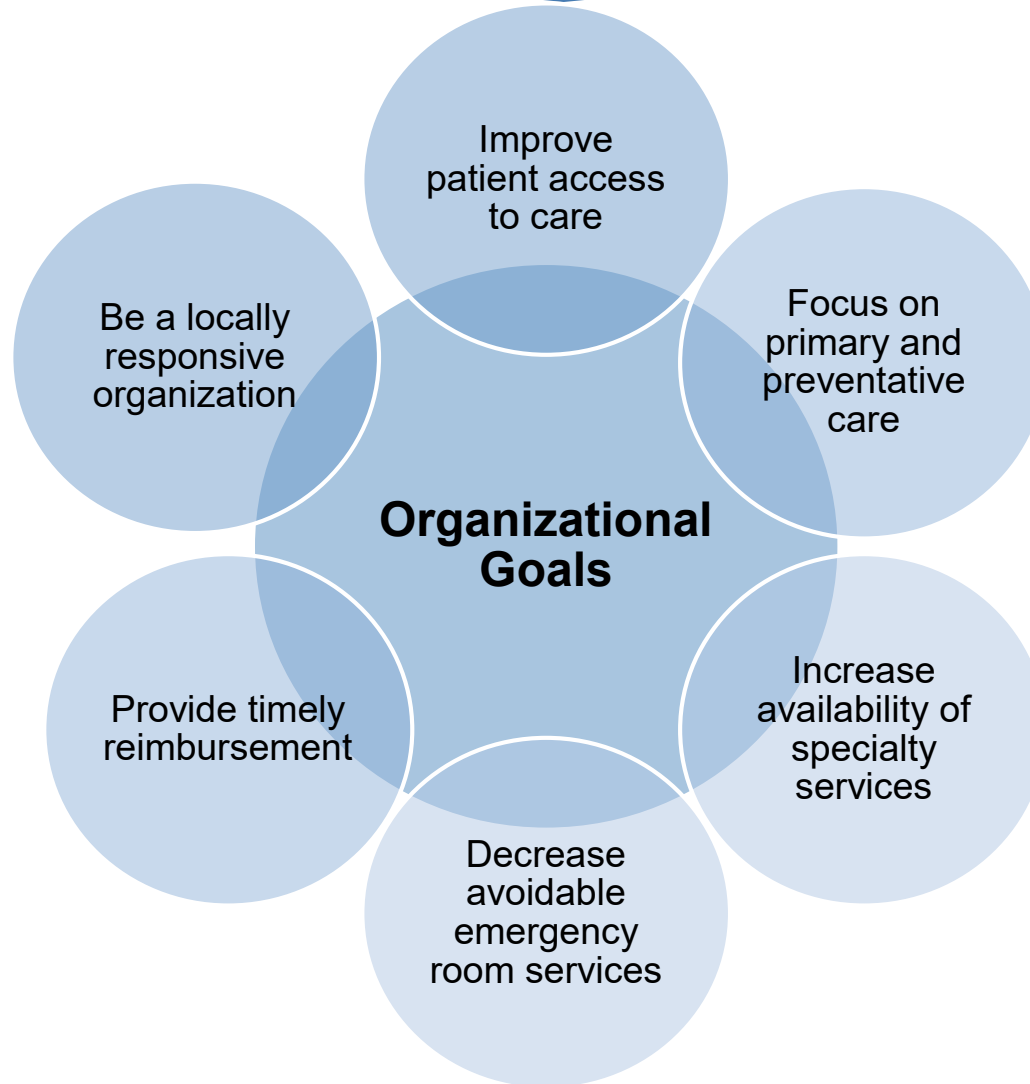 Improve
patient access
to care
Focus on
primary and
preventative
care
Increase
availability of
specialty
services
Decrease
avoidable
emergency
room services
Provide timely
reimbursement
Be a locally
responsive
organization
Organizational
Goals